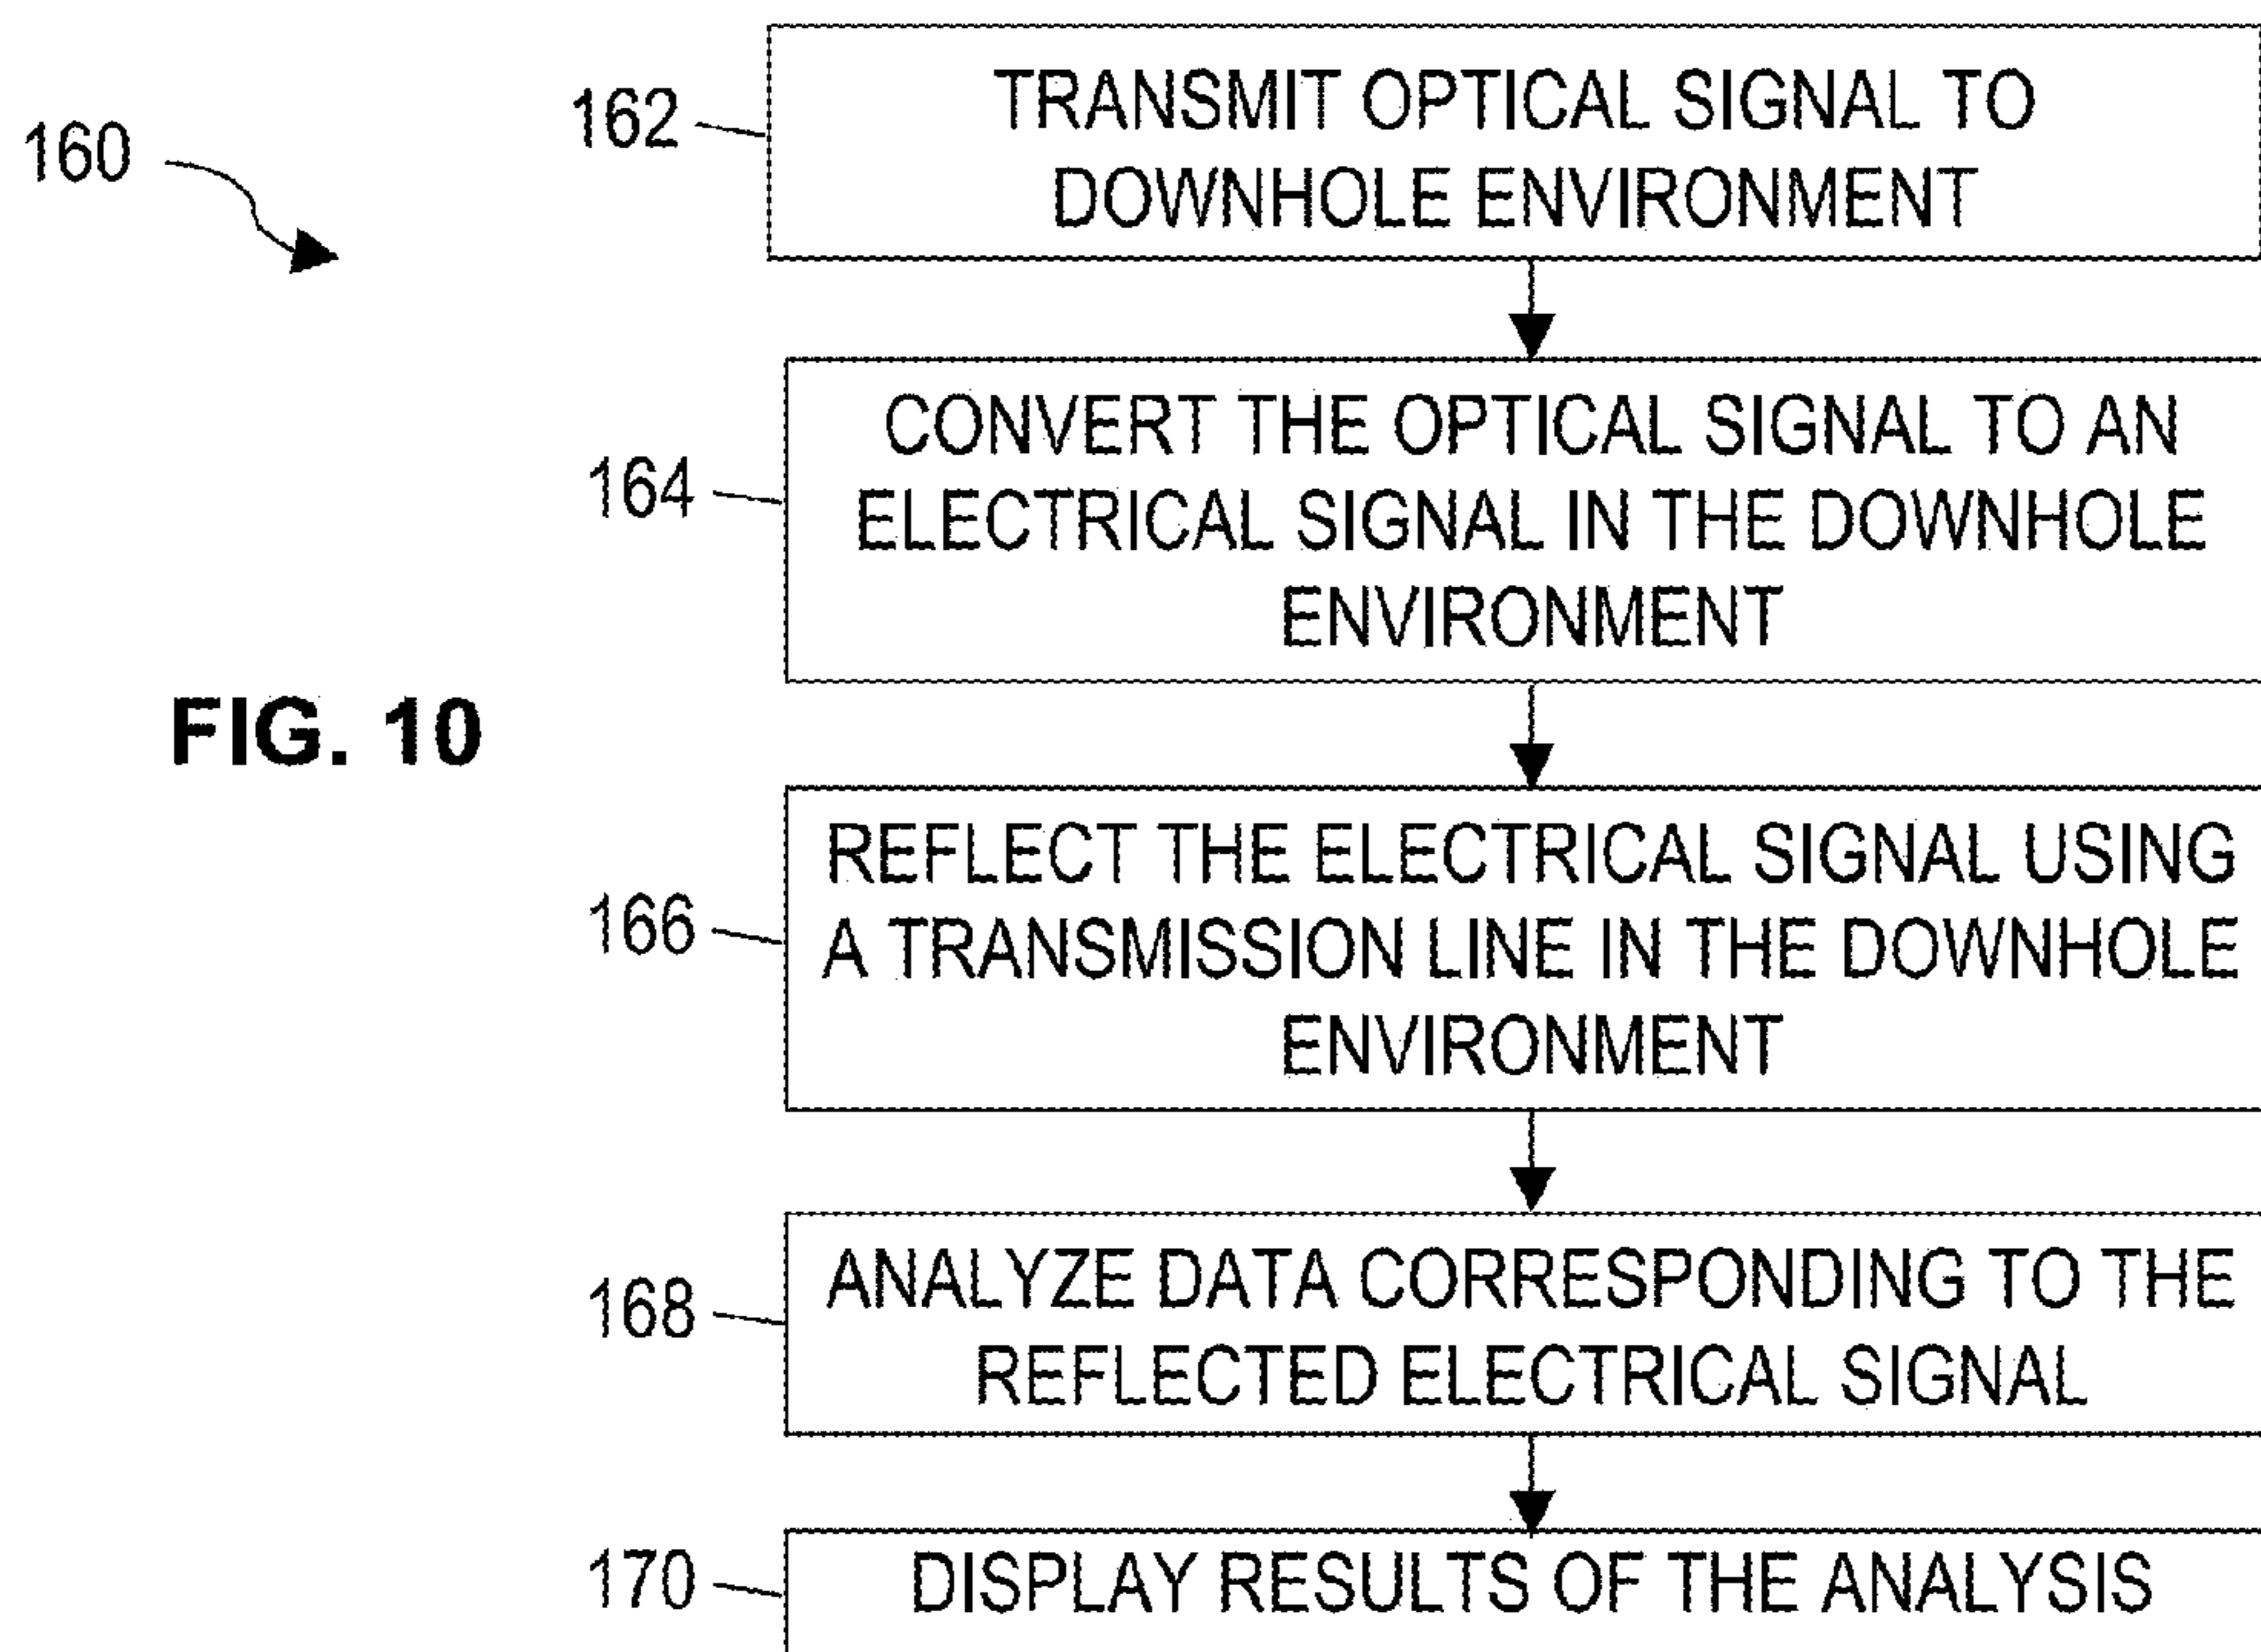 160
162
TRANSMIT OPTICAL SIGNAL TO
DOWNHOLE ENVIRONMENT
164
CONVERT THE OPTICAL SIGNAL TO AN
ELECTRICAL SIGNAL IN THE DOWNHOLE
ENVIRONMENT
FIG. 10
166
REFLECT THE ELECTRICAL SIGNAL USING
A TRANSMISSION LINE IN THE DOWNHOLE
ENVIRONMENT
168
ANALYZE DATA CORRESPONDING TO THE
REFLECTED ELECTRICAL SIGNAL
170
DISPLAY RESULTS OF THE ANALYSIS